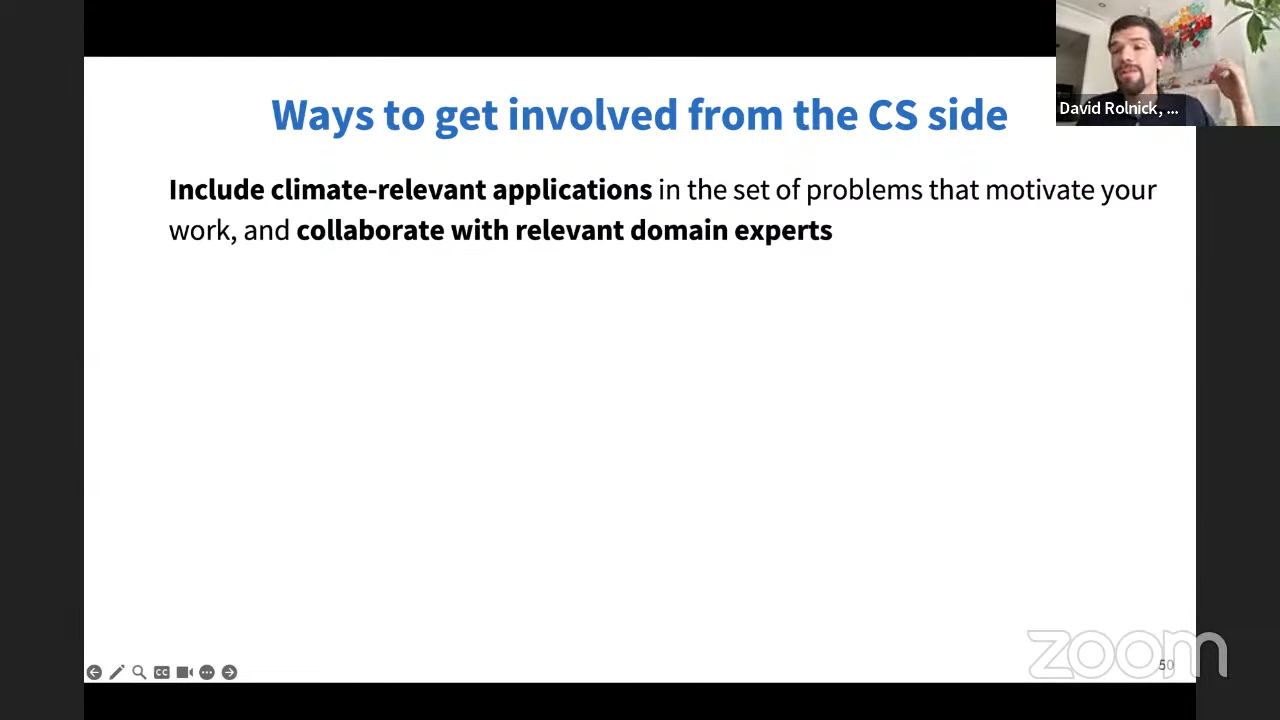 Ways to get involved from the CS side
David Rolnick, ...
Include climate-relevant applications in the set of problems that motivate your
work, and collaborate with relevant domain experts
CC
zoom
50